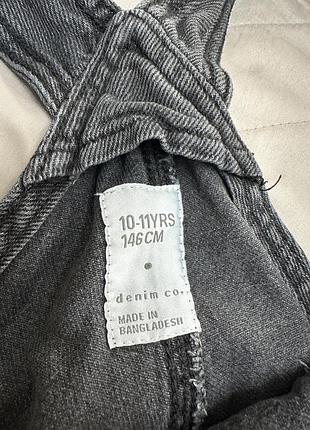 10-11YRS
146CM
denim co.
MADE IN
BANGLADESH